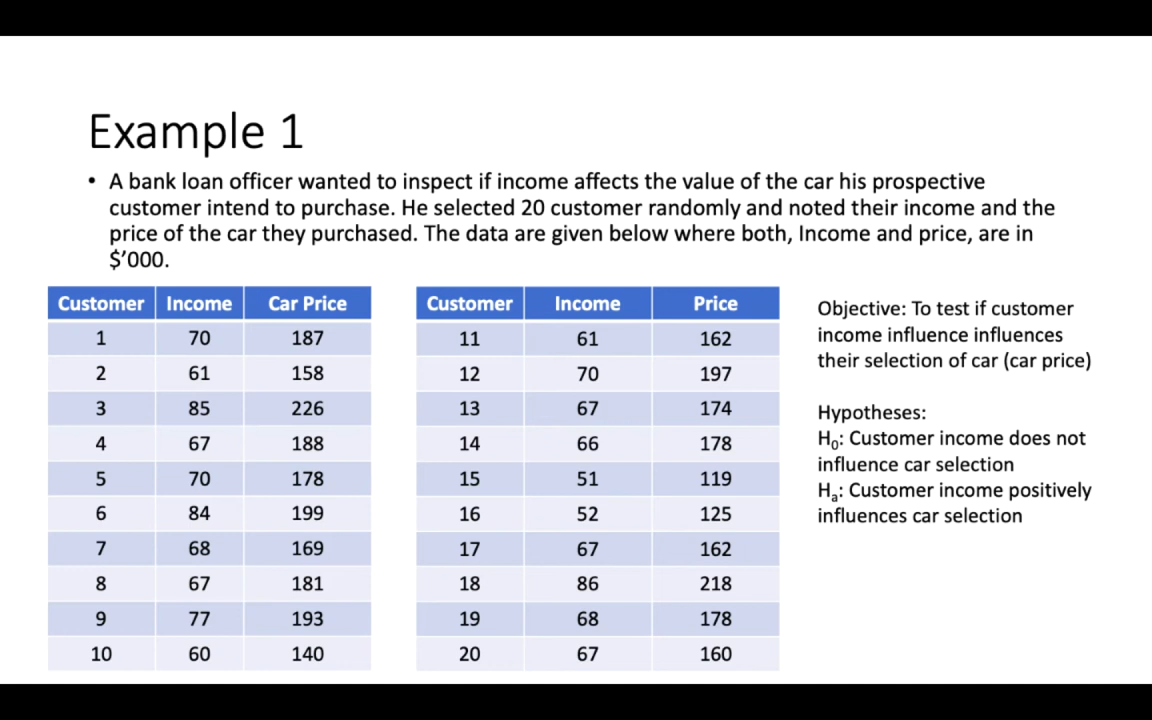 Example 1
• A bank loan officer wanted to inspect if income affects the value of the car his prospective
customer intend to purchase. He selected 20 customer randomly and noted their income and the
price of the car they purchased. The data are given below where both, Income and price, are in
$’000.
Customer Income Car Price
1 70 187
2 61 158
3 85 226
4 67 188
5 70 178
6 84 199
7 68 169
8 67 181
9 77 193
10 60 140
Customer Income Price
11 61 162
12 70 197
13 67 174
14 66 178
15 51 119
16 52 125
17 67 162
18 86 218
19 68 178
20 67 160
Objective: To test if customer
income influence influences
their selection of car (car price)
Hypotheses:
H₀: Customer income does not
influence car selection
Hₐ: Customer income positively
influences car selection